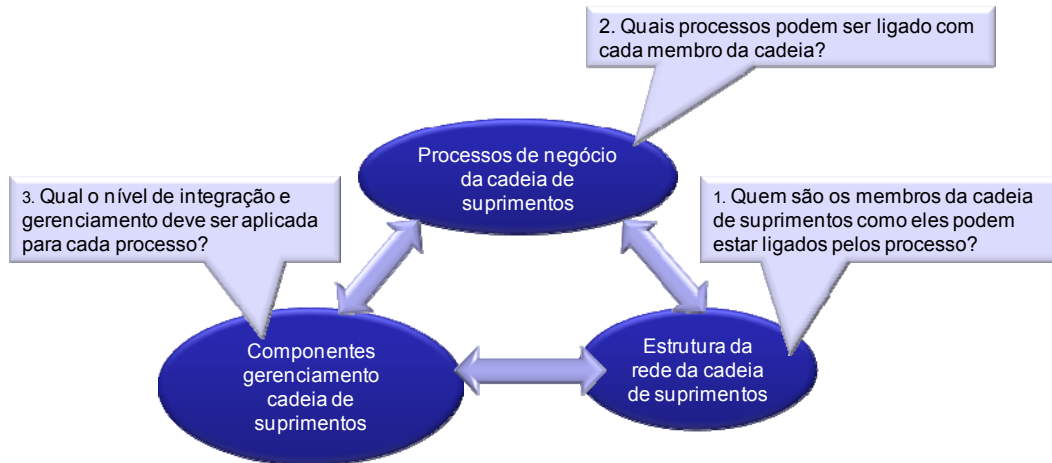 2. Quais processos podem ser ligado com
cada membro da cadeia?
Processos de negócio
da cadeia de
suprimentos
3. Qual o nível de integração e
gerenciamento deve ser aplicada
para cada processo?
1. Quem são os membros da cadeia
de suprimentos como eles podem
estar ligados pelos processo?
Componentes
gerenciamento
cadeia de
suprimentos
Estrutura da
rede da cadeia
de suprimentos